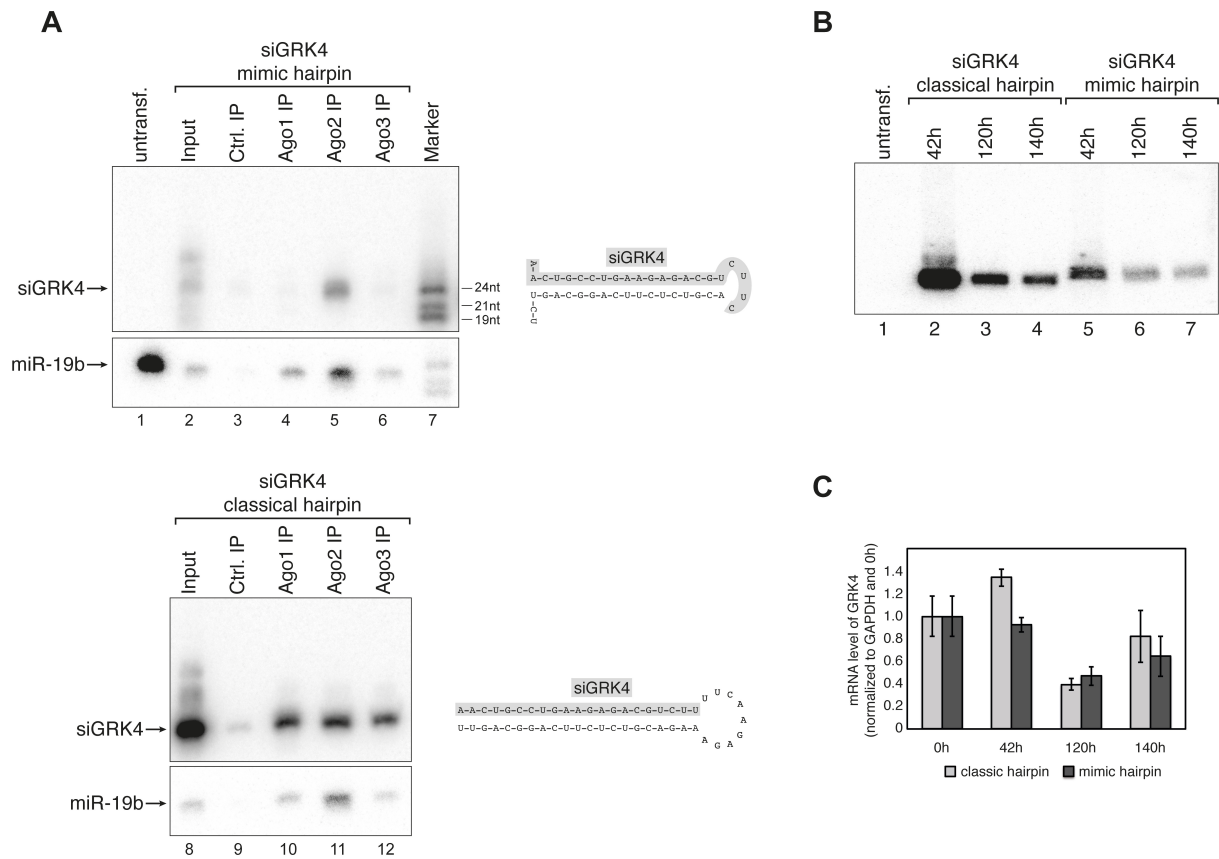 A
siGRK4
mimic hairpin
untransf.
Input
Ctrl. IP
Ago1 IP
Ago2 IP
Ago3 IP
Marker
siGRK4
24nt
21nt
19nt
miR-19b
1 2 3 4 5 6 7
siGRK4
A-A-C-U-G-C-C-U-G-A-A-G-A-G-A-C-G-U
C
U
U
C
U-G-A-C-G-G-A-C-U-U-C-U-C-U-G-C-A
-C-U
B
siGRK4
classical hairpin
siGRK4
mimic hairpin
untransf.
42h
120h
140h
42h
120h
140h
1 2 3 4 5 6 7
siGRK4
classical hairpin
Input
Ctrl. IP
Ago1 IP
Ago2 IP
Ago3 IP
siGRK4
miR-19b
8 9 10 11 12
siGRK4
A-A-C-U-G-C-C-U-G-A-A-G-A-G-A-C-G-U-C-U-U
U U C A A G A G A
U-U-G-A-C-G-G-A-C-U-U-C-U-C-U-G-C-A-G-A-A
C
mRNA level of GRK4
(normalized to GAPDH and 0h)
1.4
1.2
1.0
0.8
0.6
0.4
0.2
0
0h 42h 120h 140h
classic hairpin mimic hairpin